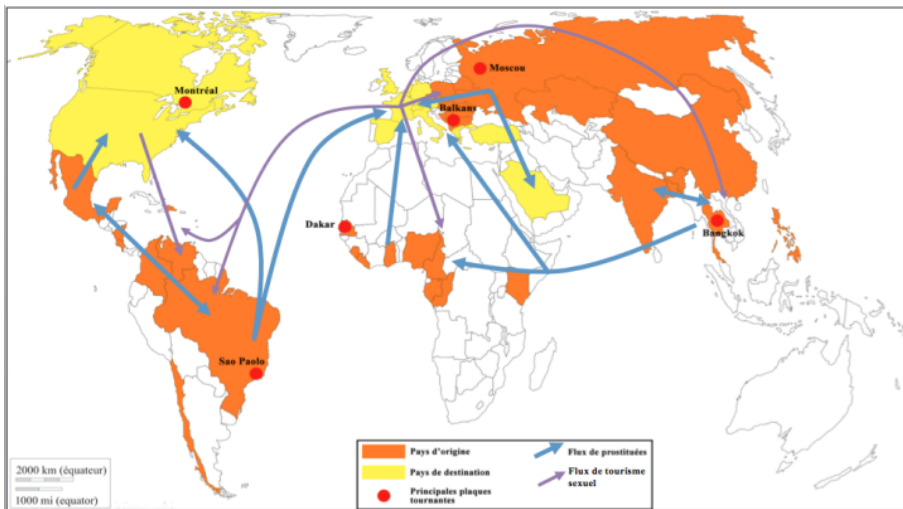 Montréal
Moscou
Balkans
Dakar
Bangkok
Sao Paolo
Pays d'origine
Flux de prostituées
Pays de destination
Flux de tourisme
sexuel
Principales plaques
tournantes
2000 km (équateur)
1000 mi (equator)